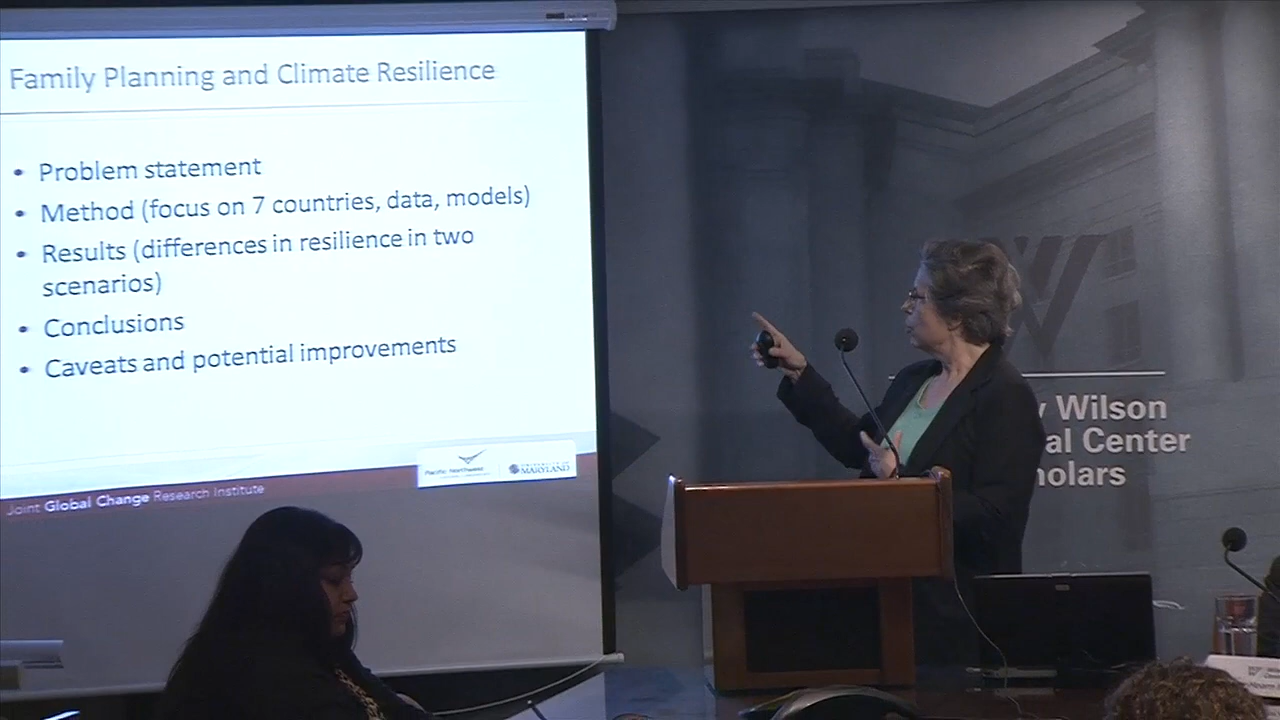 Family Planning and Climate Resilience
• Problem statement
• Method (focus on 7 countries, data, models)
• Results (differences in resilience in two
scenarios)
• Conclusions
• Caveats and potential improvements
Pacific Northwest
UNIVERSITY OF
MARYLAND
Joint Global Change Research Institute
W
Wilson
al Center
holars